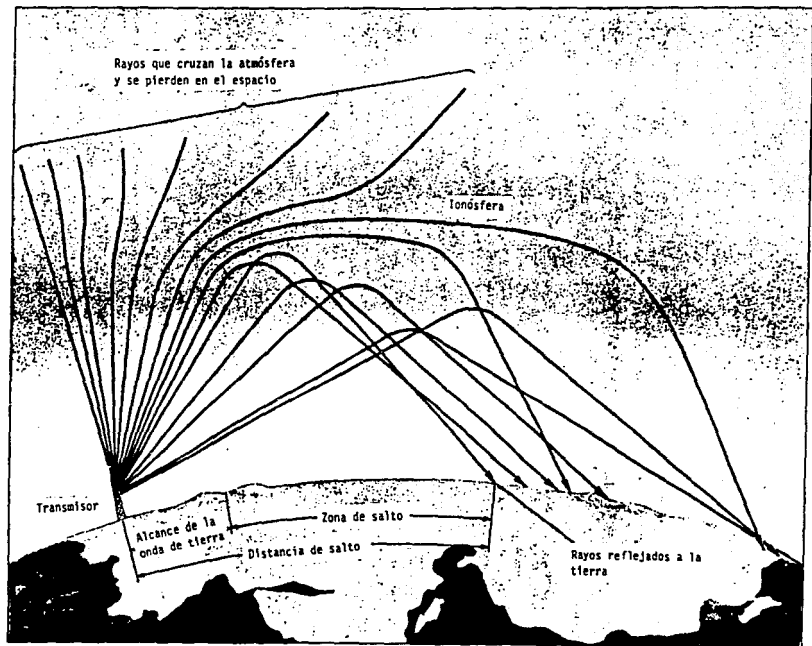 Rayos que cruzan la atmósfera
y se pierden en el espacio
Ionósfera
Transmisor
Alcance de la
onda de tierra
Zona de salto
Distancia de salto
Rayos reflejados a la
tierra